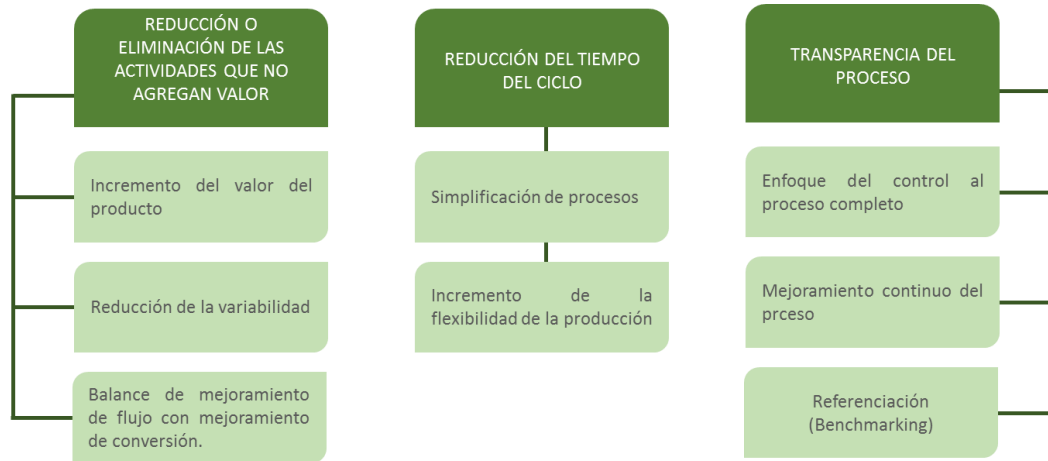 REDUCCIÓN O
ELIMINACIÓN DE LAS
ACTIVIDADES QUE NO
AGREGAN VALOR
Incremento del valor del
producto
Reducción de la variabilidad
Balance de mejoramiento
de flujo con mejoramiento
de conversión.
REDUCCIÓN DEL TIEMPO
DEL CICLO
Simplificación de procesos
Incremento de la
flexibilidad de la producción
TRANSPARENCIA DEL
PROCESO
Enfoque del control al
proceso completo
Mejoramiento continuo del
prceso
Referenciación
(Benchmarking)